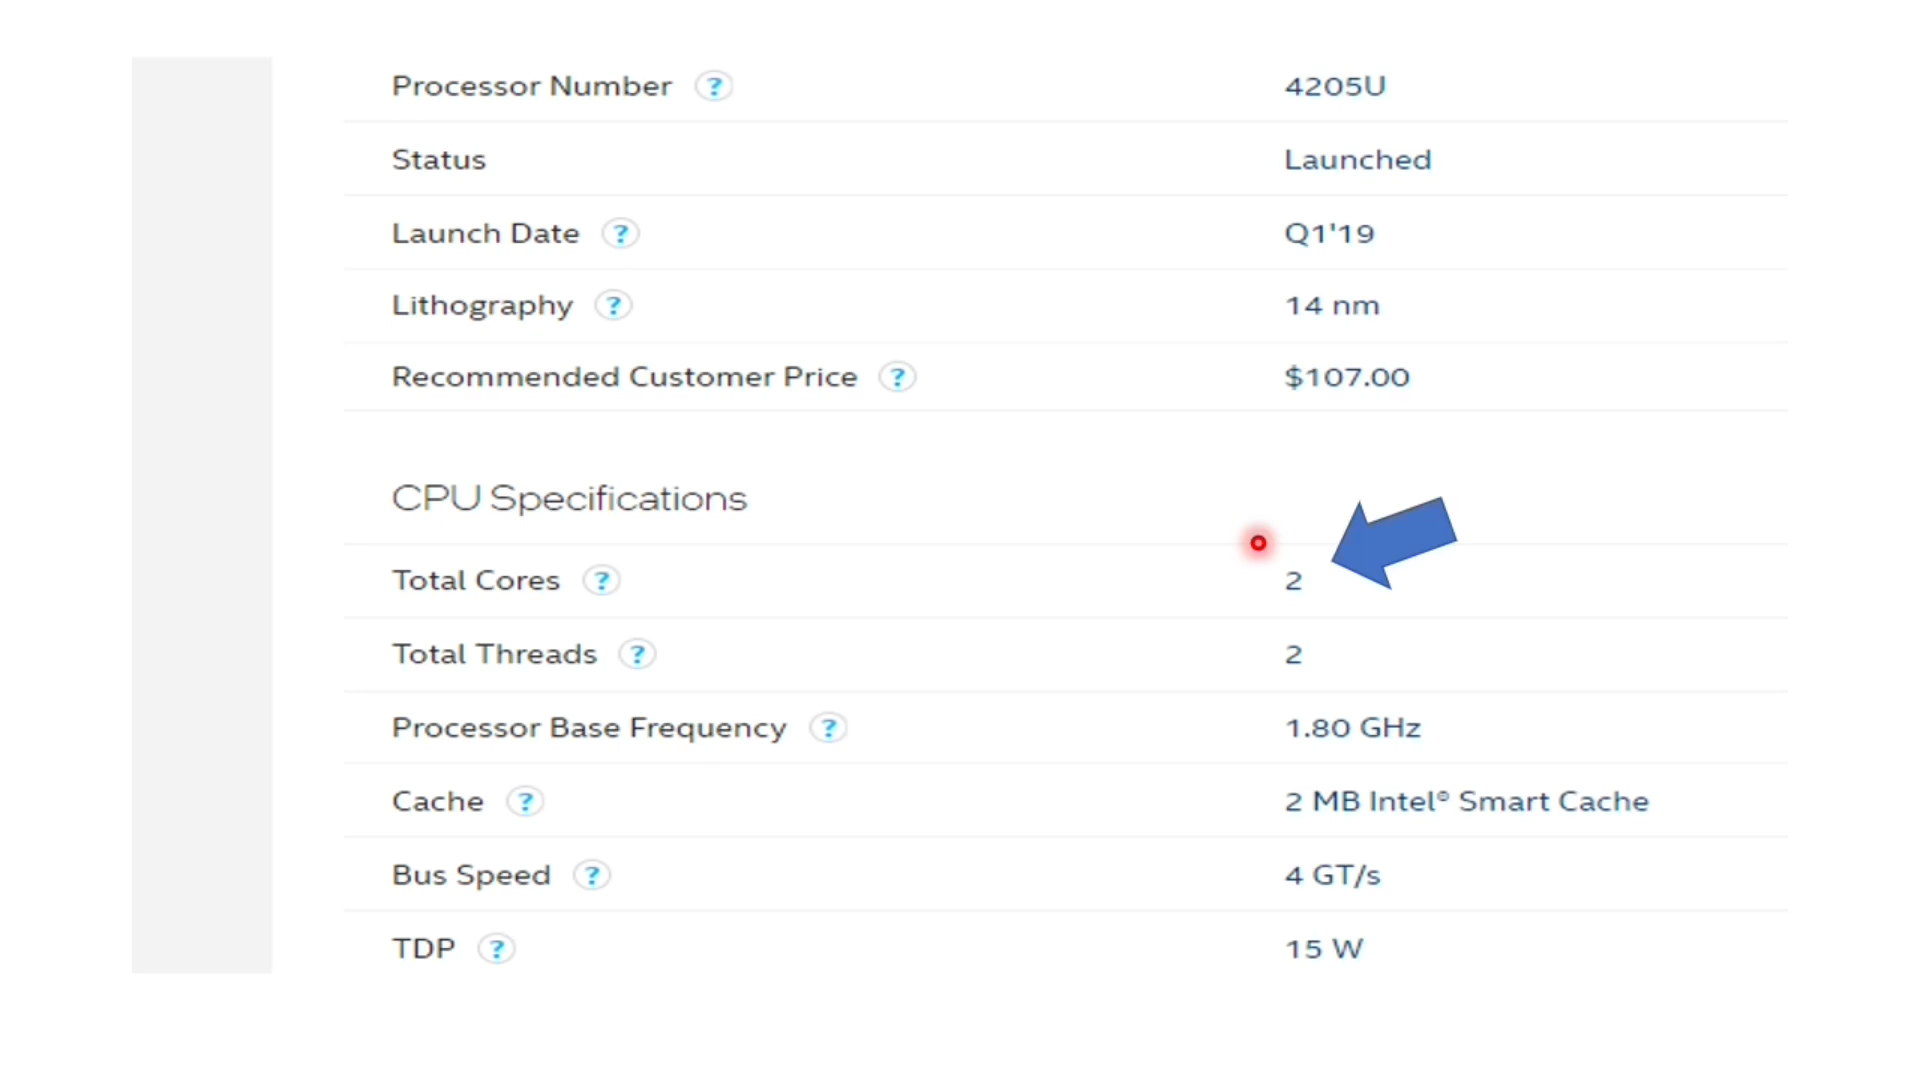 Processor Number ? 4205U
Status Launched
Launch Date ? Q1'19
Lithography ? 14 nm
Recommended Customer Price ? $107.00
CPU Specifications
Total Cores ? 2
Total Threads ? 2
Processor Base Frequency ? 1.80 GHz
Cache ? 2 MB Intel® Smart Cache
Bus Speed ? 4 GT/s
TDP ? 15 W